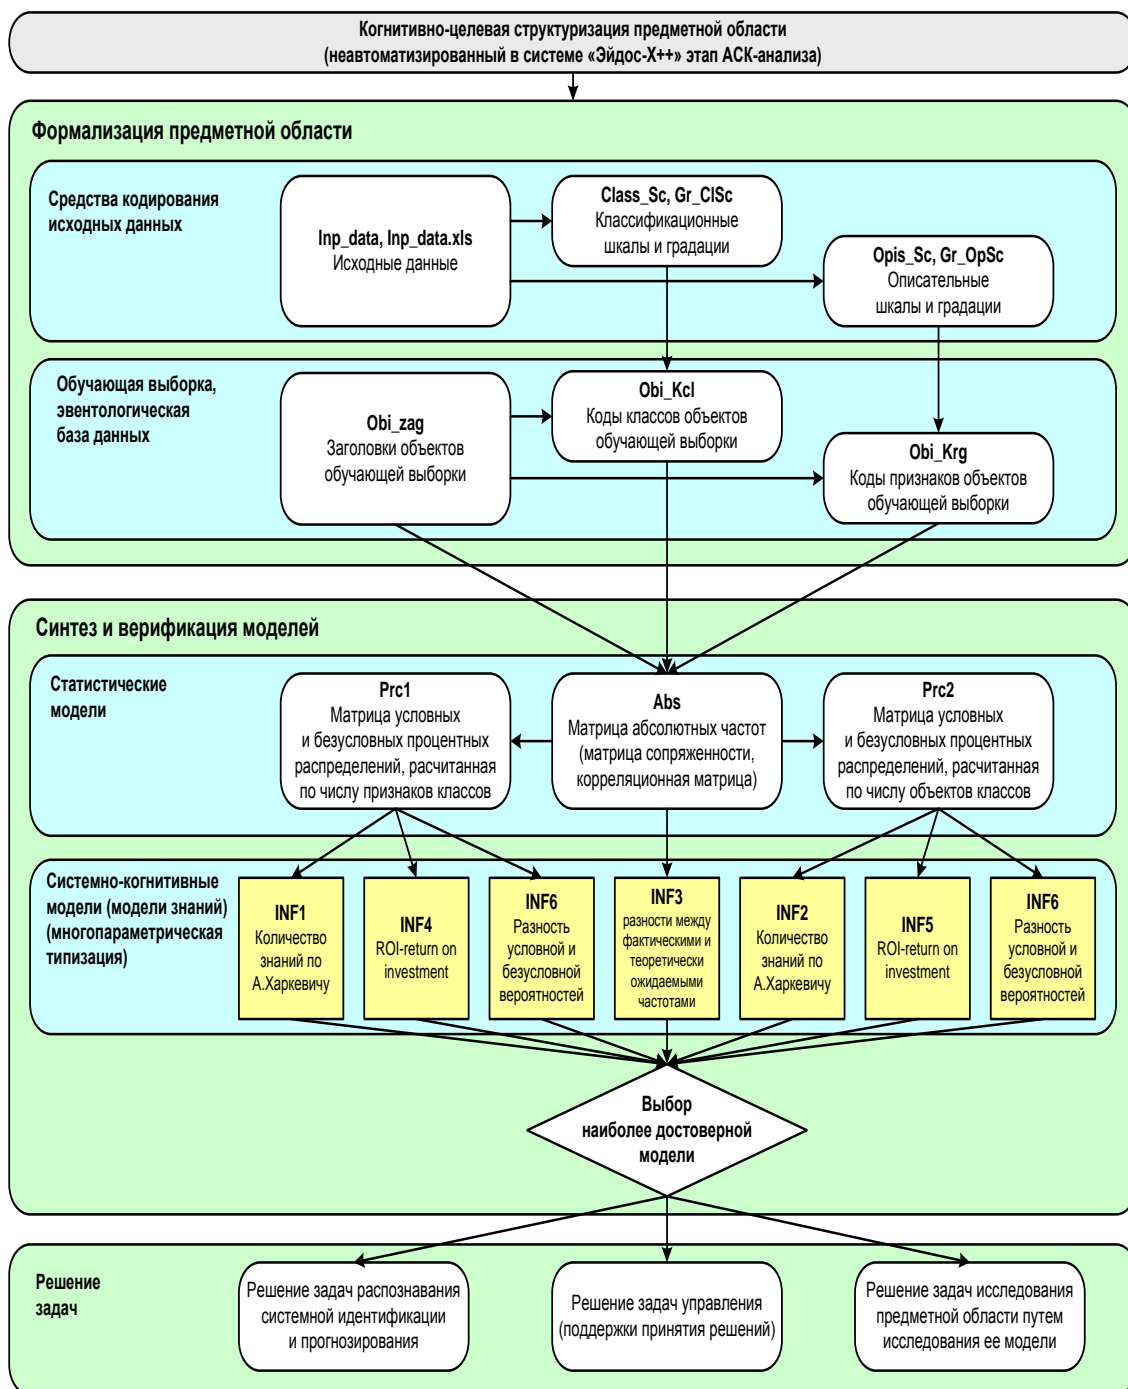 Когнитивно-целевая структуризация предметной области
(неавтоматизированный в системе «Эйдос-X++» этап АСК-анализа)
Формализация предметной области
Средства кодирования
исходных данных
Inp_data, Inp_data.xls
Исходные данные
Class_Sc, Gr_ClSc
Классификационные
шкалы и градации
Opis_Sc, Gr_OpSc
Описательные
шкалы и градации
Обучающая выборка,
эвентологическая
база данных
Obi_zag
Заголовки объектов
обучающей выборки
Obi_Kcl
Коды классов объектов
обучающей выборки
Obi_Krg
Коды признаков объектов
обучающей выборки
Синтез и верификация моделей
Статистические
модели
Prc1
Матрица условных
и безусловных процентных
распределений, расчитанная
по числу признаков классов
Abs
Матрица абсолютных частот
(матрица сопряженности,
корреляционная матрица)
Prc2
Матрица условных
и безусловных процентных
распределений, расчитанная
по числу объектов классов
Системно-когнитивные
модели (модели знаний)
(многопараметрическая
типизация)
INF1
Количество
знаний по
А.Харкевичу
INF4
ROI-return on
investment
INF6
Разность
условной и
безусловной
вероятностей
INF3
разности между
фактическими и
теоретически
ожидаемыми
частотами
INF2
Количество
знаний по
А.Харкевичу
INF5
ROI-return on
investment
INF6
Разность
условной и
безусловной
вероятностей
Выбор
наиболее достоверной
модели
Решение
задач
Решение задач распознавания
системной идентификации
и прогнозирования
Решение задач управления
(поддержки принятия решений)
Решение задач исследования
предметной области путем
исследования ее модели